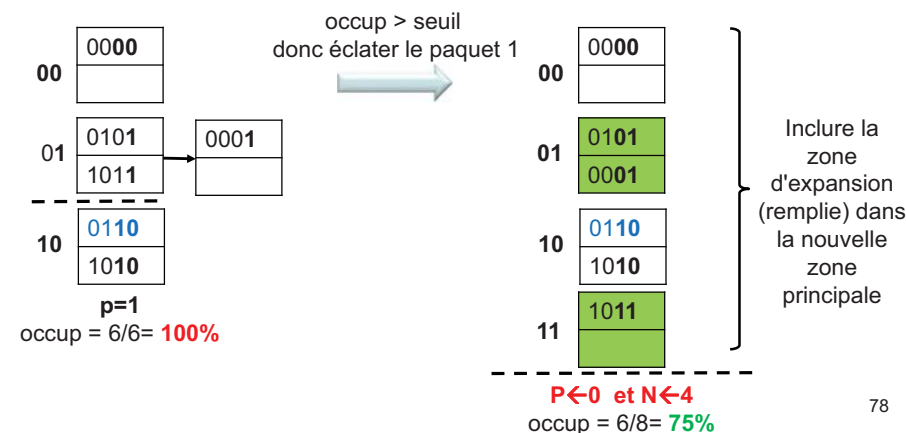 occup > seuil
donc éclater le paquet 1
00
0000
01
0101
1011
0001
10
0110
1010
p=1
occup = 6/6= 100%
00
0000
01
0101
0001
10
0110
1010
11
1011
P←0 et N←4
occup = 6/8= 75%
Inclure la
zone
d'expansion
(remplie) dans
la nouvelle
zone
principale
78